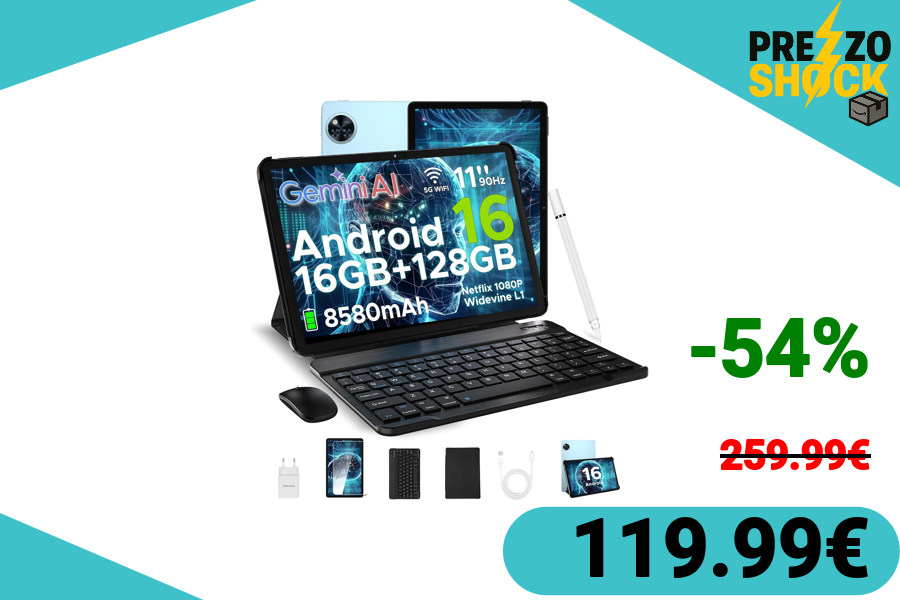 PREZZO
SHOCK
Gemini AI
5G WIFI
11''
90Hz
Android 16
16GB+128GB
Netflix 1080P
Widevine L1
8580mAh
-54%
259.99€
119.99€
16
Android